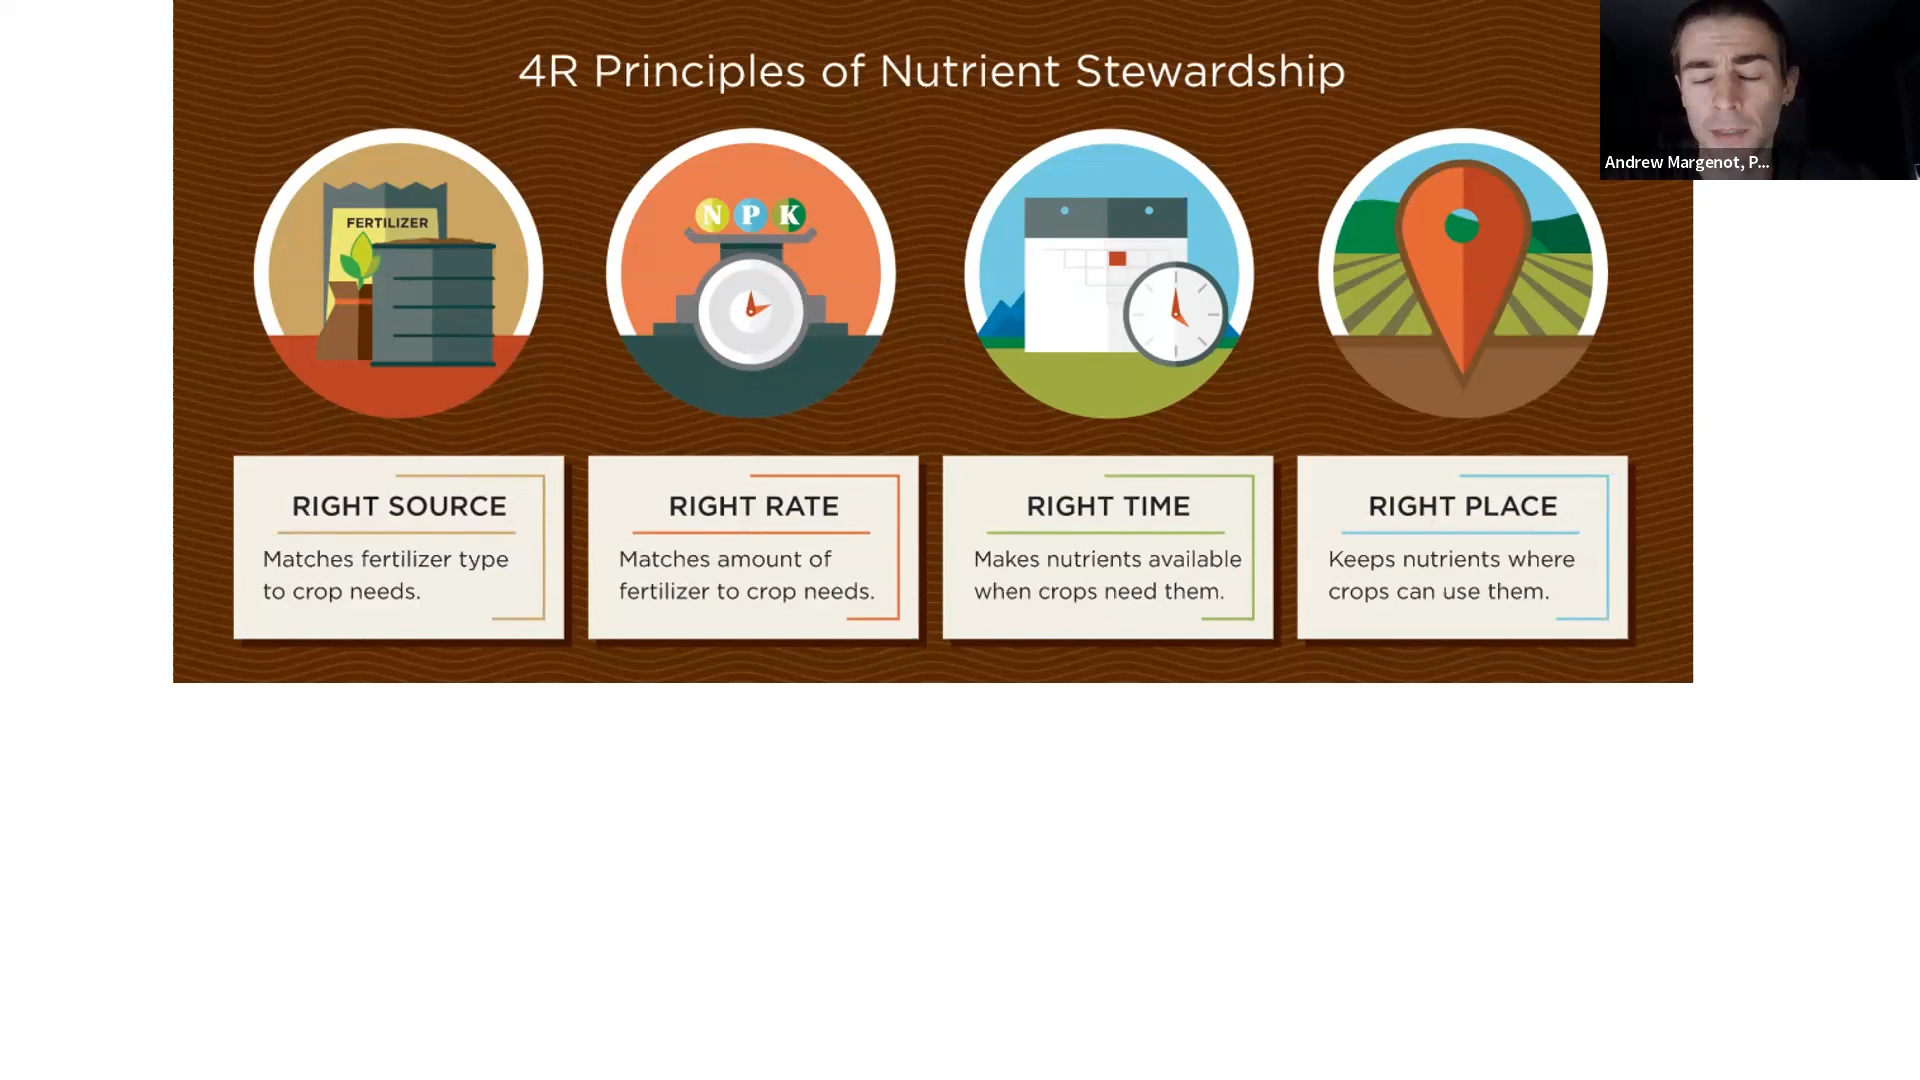 4R Principles of Nutrient Stewardship
Andrew Margenot, P...
FERTILIZER
N P K
RIGHT SOURCE
Matches fertilizer type
to crop needs.
RIGHT RATE
Matches amount of
fertilizer to crop needs.
RIGHT TIME
Makes nutrients available
when crops need them.
RIGHT PLACE
Keeps nutrients where
crops can use them.